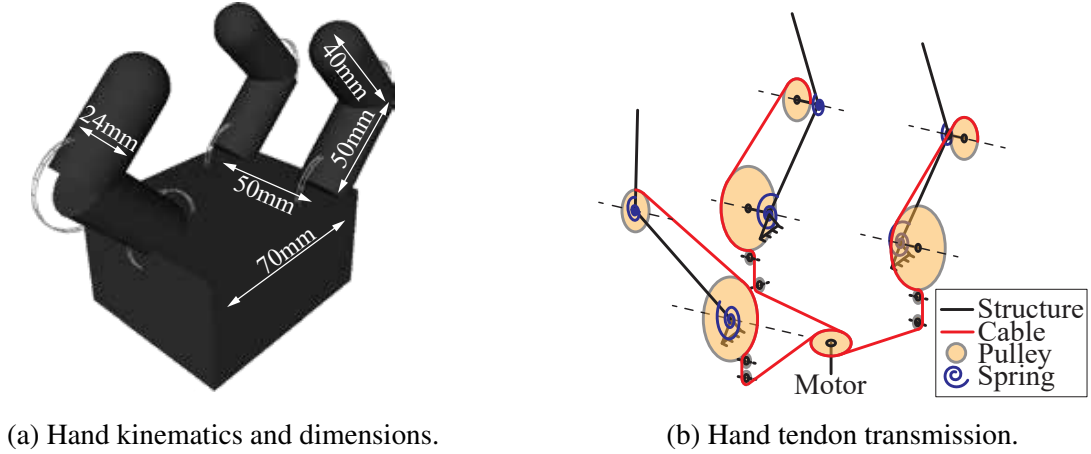 40mm
24mm
50mm
50mm
70mm
Motor
Structure
Cable
Pulley
Spring
(a) Hand kinematics and dimensions.
(b) Hand tendon transmission.